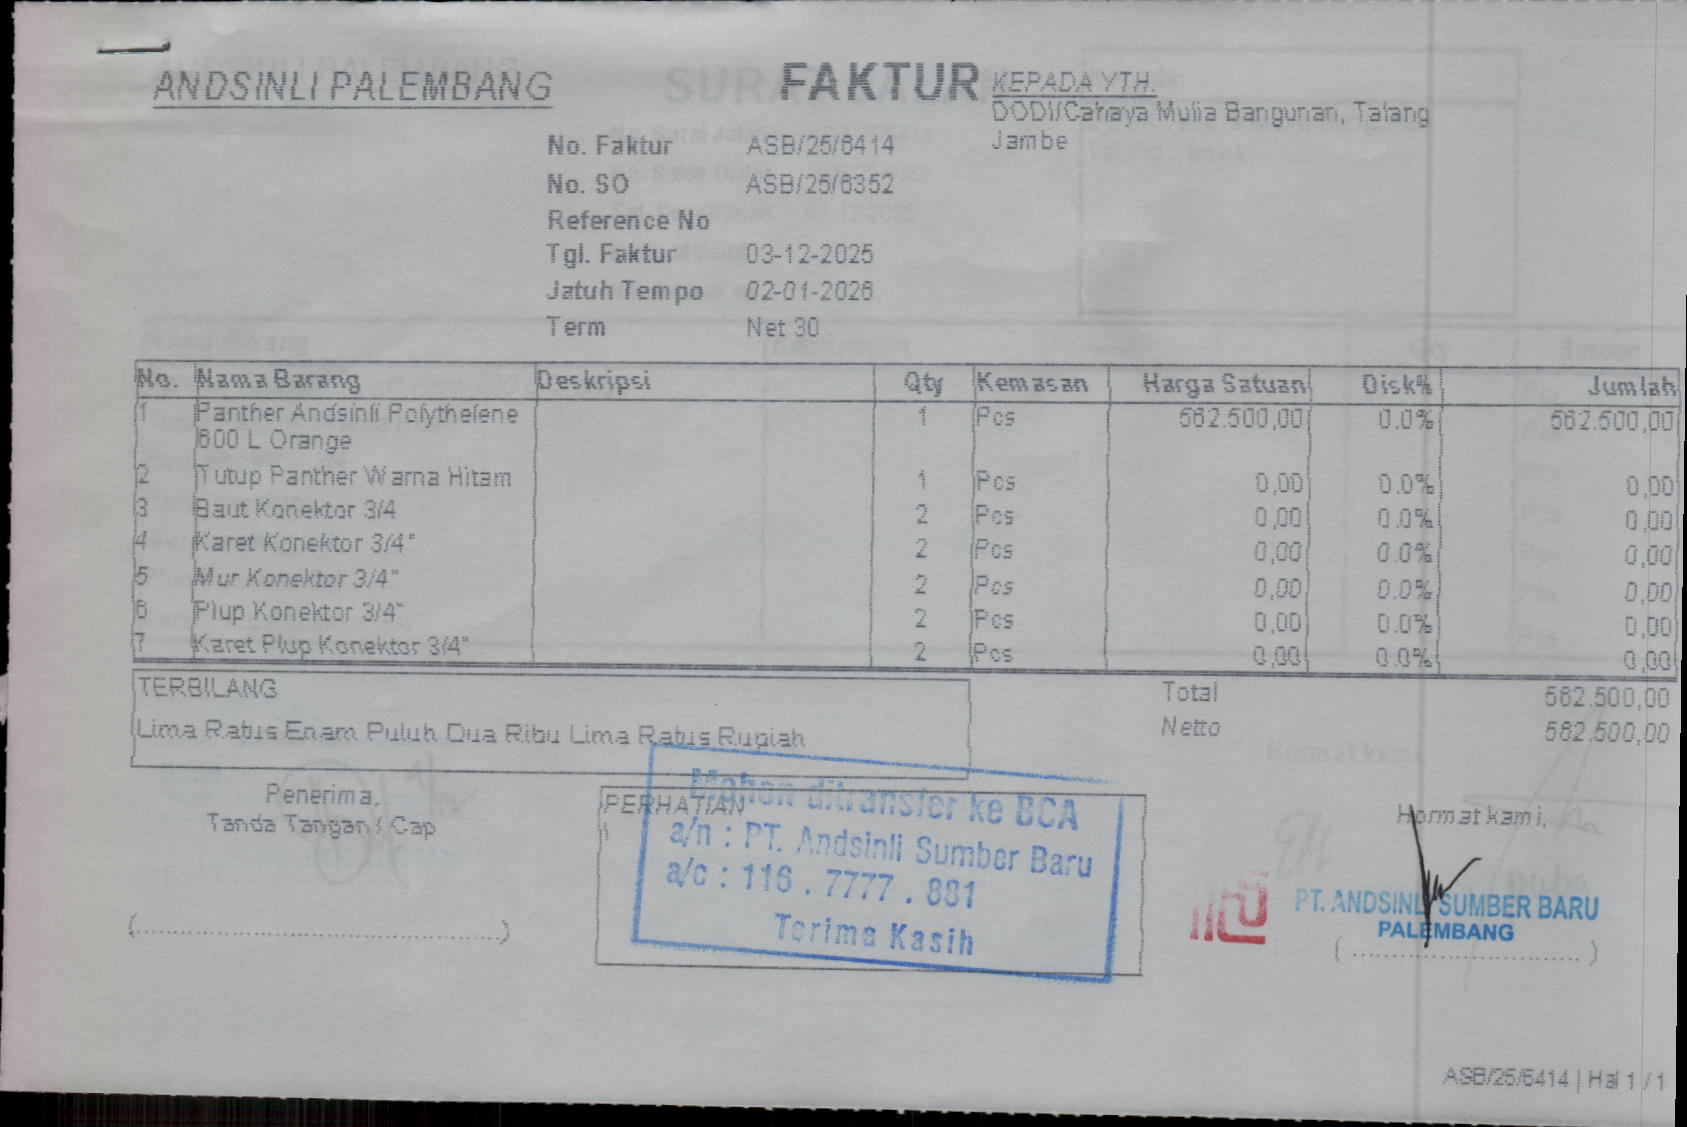 ANDSINLI PALEMBANG
FAKTUR
KEPADA YTH.
DODI/Cahaya Mulia Bangunan, Talang
Jambe
No. Faktur ASB/25/6414
No. SO ASB/25/6352
Reference No
Tgl. Faktur 03-12-2025
Jatuh Tempo 02-01-2026
Term Net 30
No. Nama Barang Deskripsi Qty Kemasan Harga Satuan Disk% Jumlah
1 Panther Andsinli Polythelene 1 Pcs 562.500,00 0.0% 562.500,00
600 L Orange
2 Tutup Panther Warna Hitam 1 Pcs 0,00 0.0% 0,00
3 Baut Konektor 3/4 2 Pcs 0,00 0.0% 0,00
4 Karet Konektor 3/4" 2 Pcs 0,00 0.0% 0,00
5 Mur Konektor 3/4" 2 Pcs 0,00 0.0% 0,00
6 Plup Konektor 3/4" 2 Pcs 0,00 0.0% 0,00
7 Karet Plup Konektor 3/4" 2 Pcs 0,00 0.0% 0,00
TERBILANG
Lima Ratus Enam Puluh Dua Ribu Lima Ratus Rupiah
Total 562.500,00
Netto 562.500,00
Penerima,
Tanda Tangan / Cap
(................................................)
PERHATIAN
Mohon ditransfer ke BCA
a/n : PT. Andsinli Sumber Baru
a/c : 116 . 7777 . 881
Terima Kasih
Hormat kami,
PT. ANDSINLI SUMBER BARU
PALEMBANG
( .............................. )
ASB/25/6414 | Hal 1 / 1